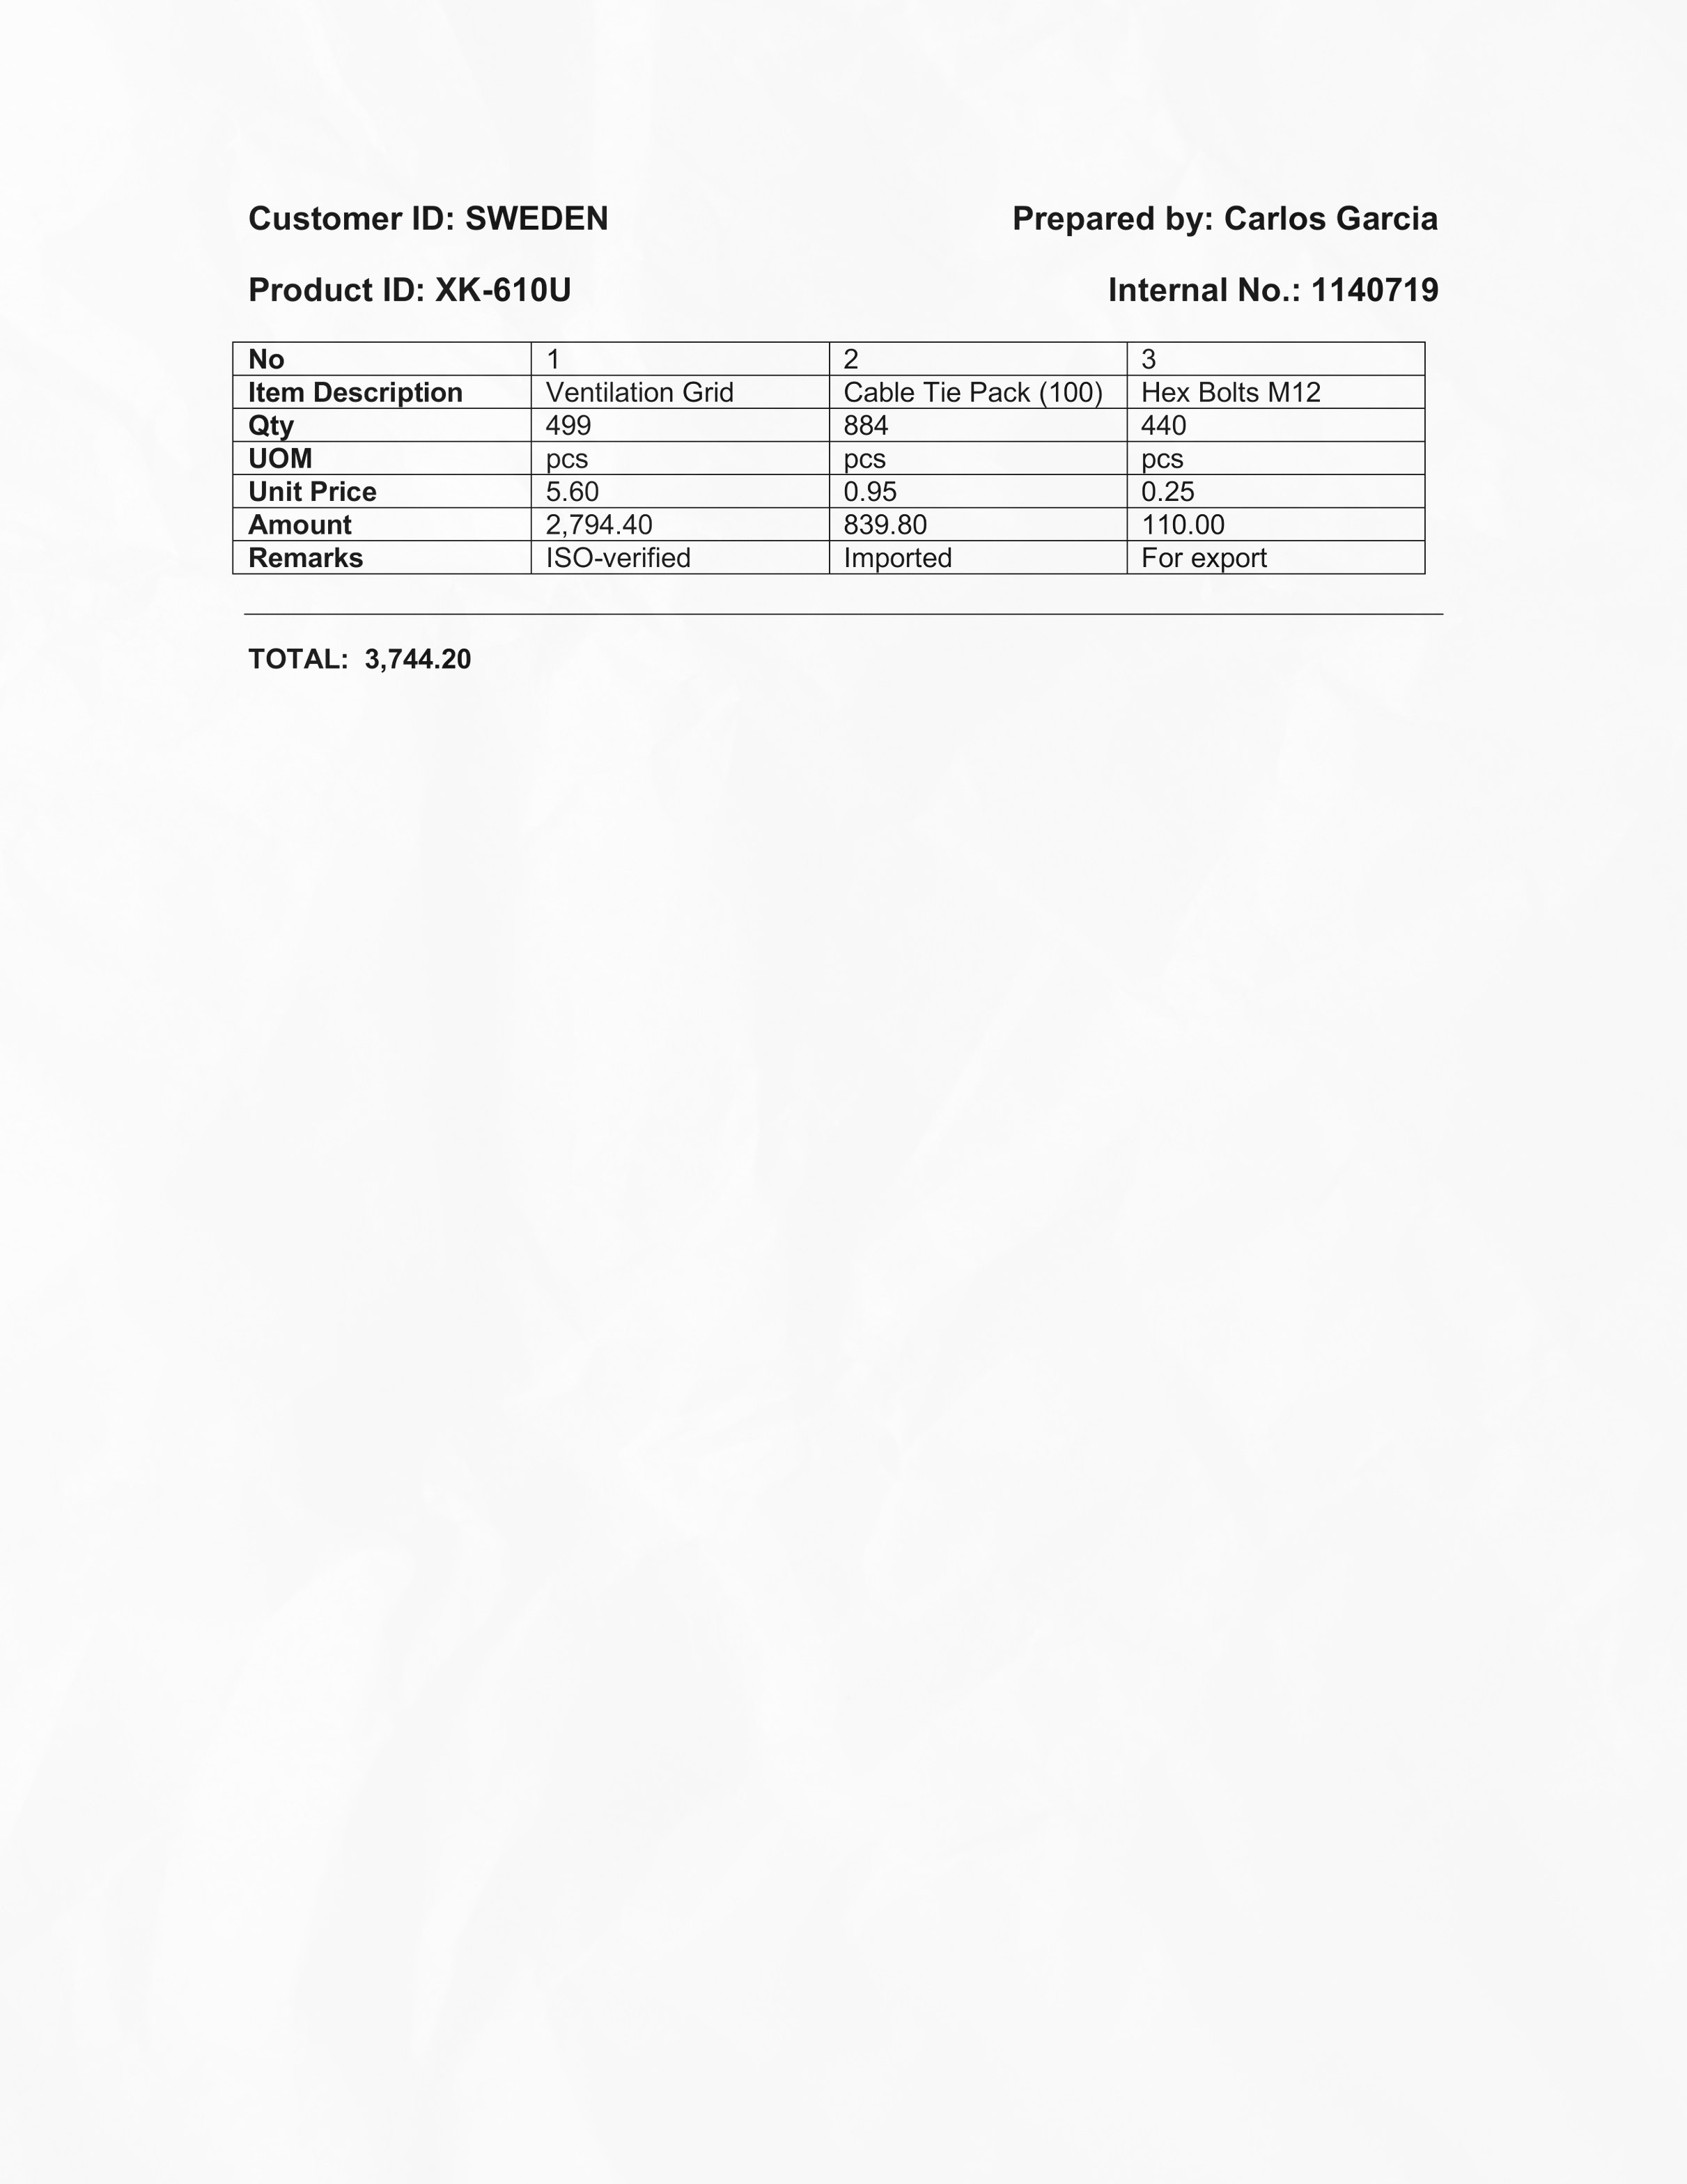 Customer ID: SWEDEN Prepared by: Carlos Garcia
Product ID: XK-610U Internal No.: 1140719
No 1 2 3
Item Description Ventilation Grid Cable Tie Pack (100) Hex Bolts M12
Qty 499 884 440
UOM pcs pcs pcs
Unit Price 5.60 0.95 0.25
Amount 2,794.40 839.80 110.00
Remarks ISO-verified Imported For export
TOTAL: 3,744.20